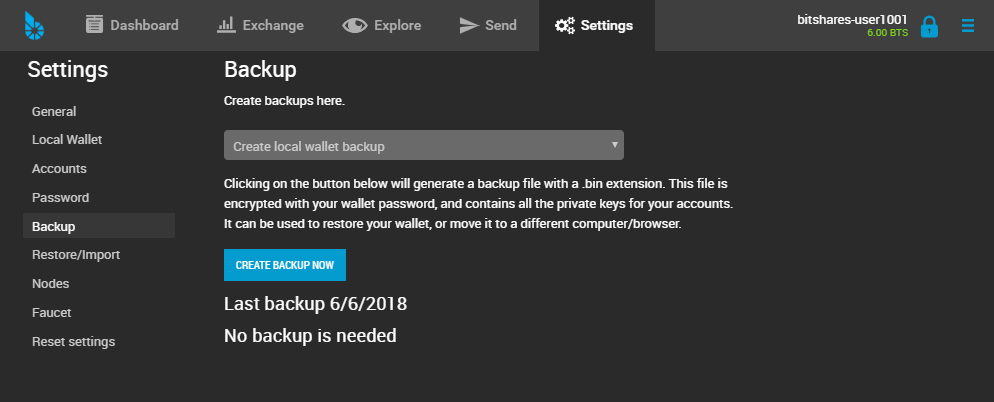 Dashboard
Exchange
Explore
Send
Settings
bitshares-user1001
6.00 BTS
Settings
General
Local Wallet
Accounts
Password
Backup
Restore/Import
Nodes
Faucet
Reset settings
Backup
Create backups here.
Create local wallet backup
Clicking on the button below will generate a backup file with a .bin extension. This file is
encrypted with your wallet password, and contains all the private keys for your accounts.
It can be used to restore your wallet, or move it to a different computer/browser.
CREATE BACKUP NOW
Last backup 6/6/2018
No backup is needed